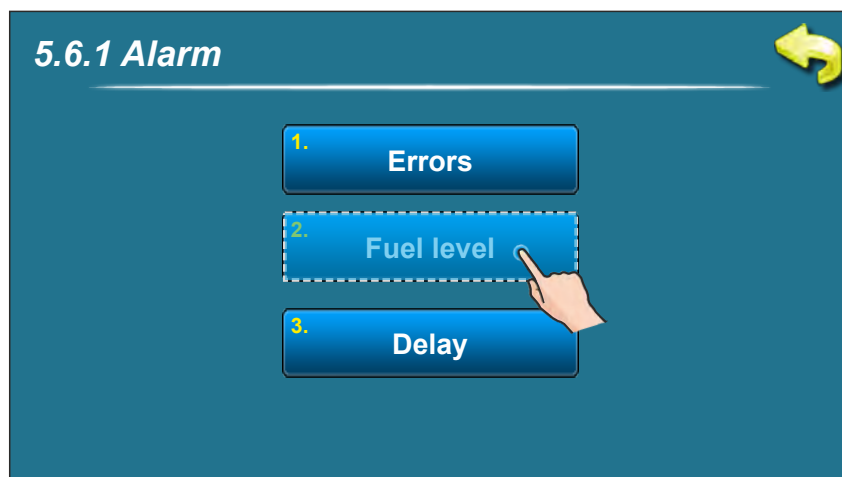 5.6.1 Alarm
1.
Errors
2.
Fuel level
3.
Delay